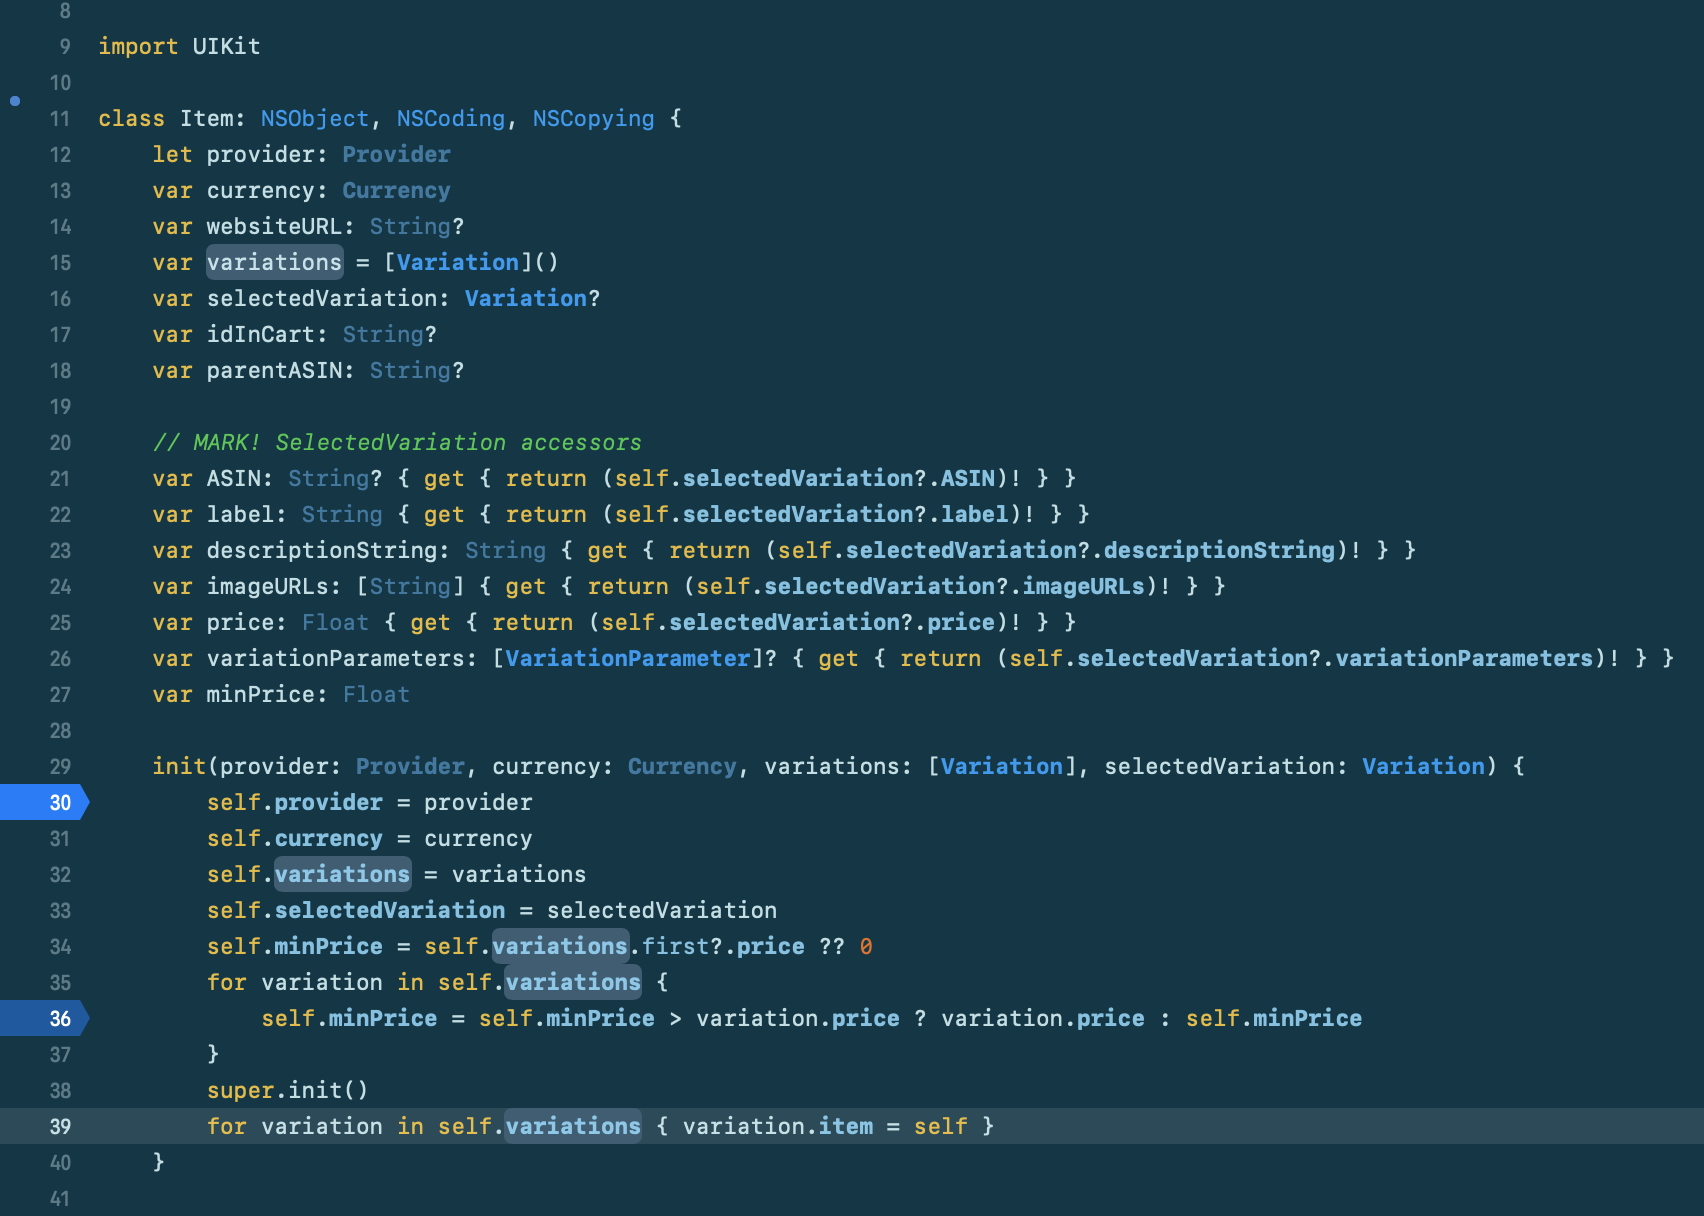 8
9 import UIKit
10
11 class Item: NSObject, NSCoding, NSCopying {
12     let provider: Provider
13     var currency: Currency
14     var websiteURL: String?
15     var variations = [Variation]()
16     var selectedVariation: Variation?
17     var idInCart: String?
18     var parentASIN: String?
19
20     // MARK! SelectedVariation accessors
21     var ASIN: String? { get { return (self.selectedVariation?.ASIN)! } }
22     var label: String { get { return (self.selectedVariation?.label)! } }
23     var descriptionString: String { get { return (self.selectedVariation?.descriptionString)! } }
24     var imageURLs: [String] { get { return (self.selectedVariation?.imageURLs)! } }
25     var price: Float { get { return (self.selectedVariation?.price)! } }
26     var variationParameters: [VariationParameter]? { get { return (self.selectedVariation?.variationParameters)! } }
27     var minPrice: Float
28
29     init(provider: Provider, currency: Currency, variations: [Variation], selectedVariation: Variation) {
30         self.provider = provider
31         self.currency = currency
32         self.variations = variations
33         self.selectedVariation = selectedVariation
34         self.minPrice = self.variations.first?.price ?? 0
35         for variation in self.variations {
36             self.minPrice = self.minPrice > variation.price ? variation.price : self.minPrice
37         }
38         super.init()
39         for variation in self.variations { variation.item = self }
40     }
41